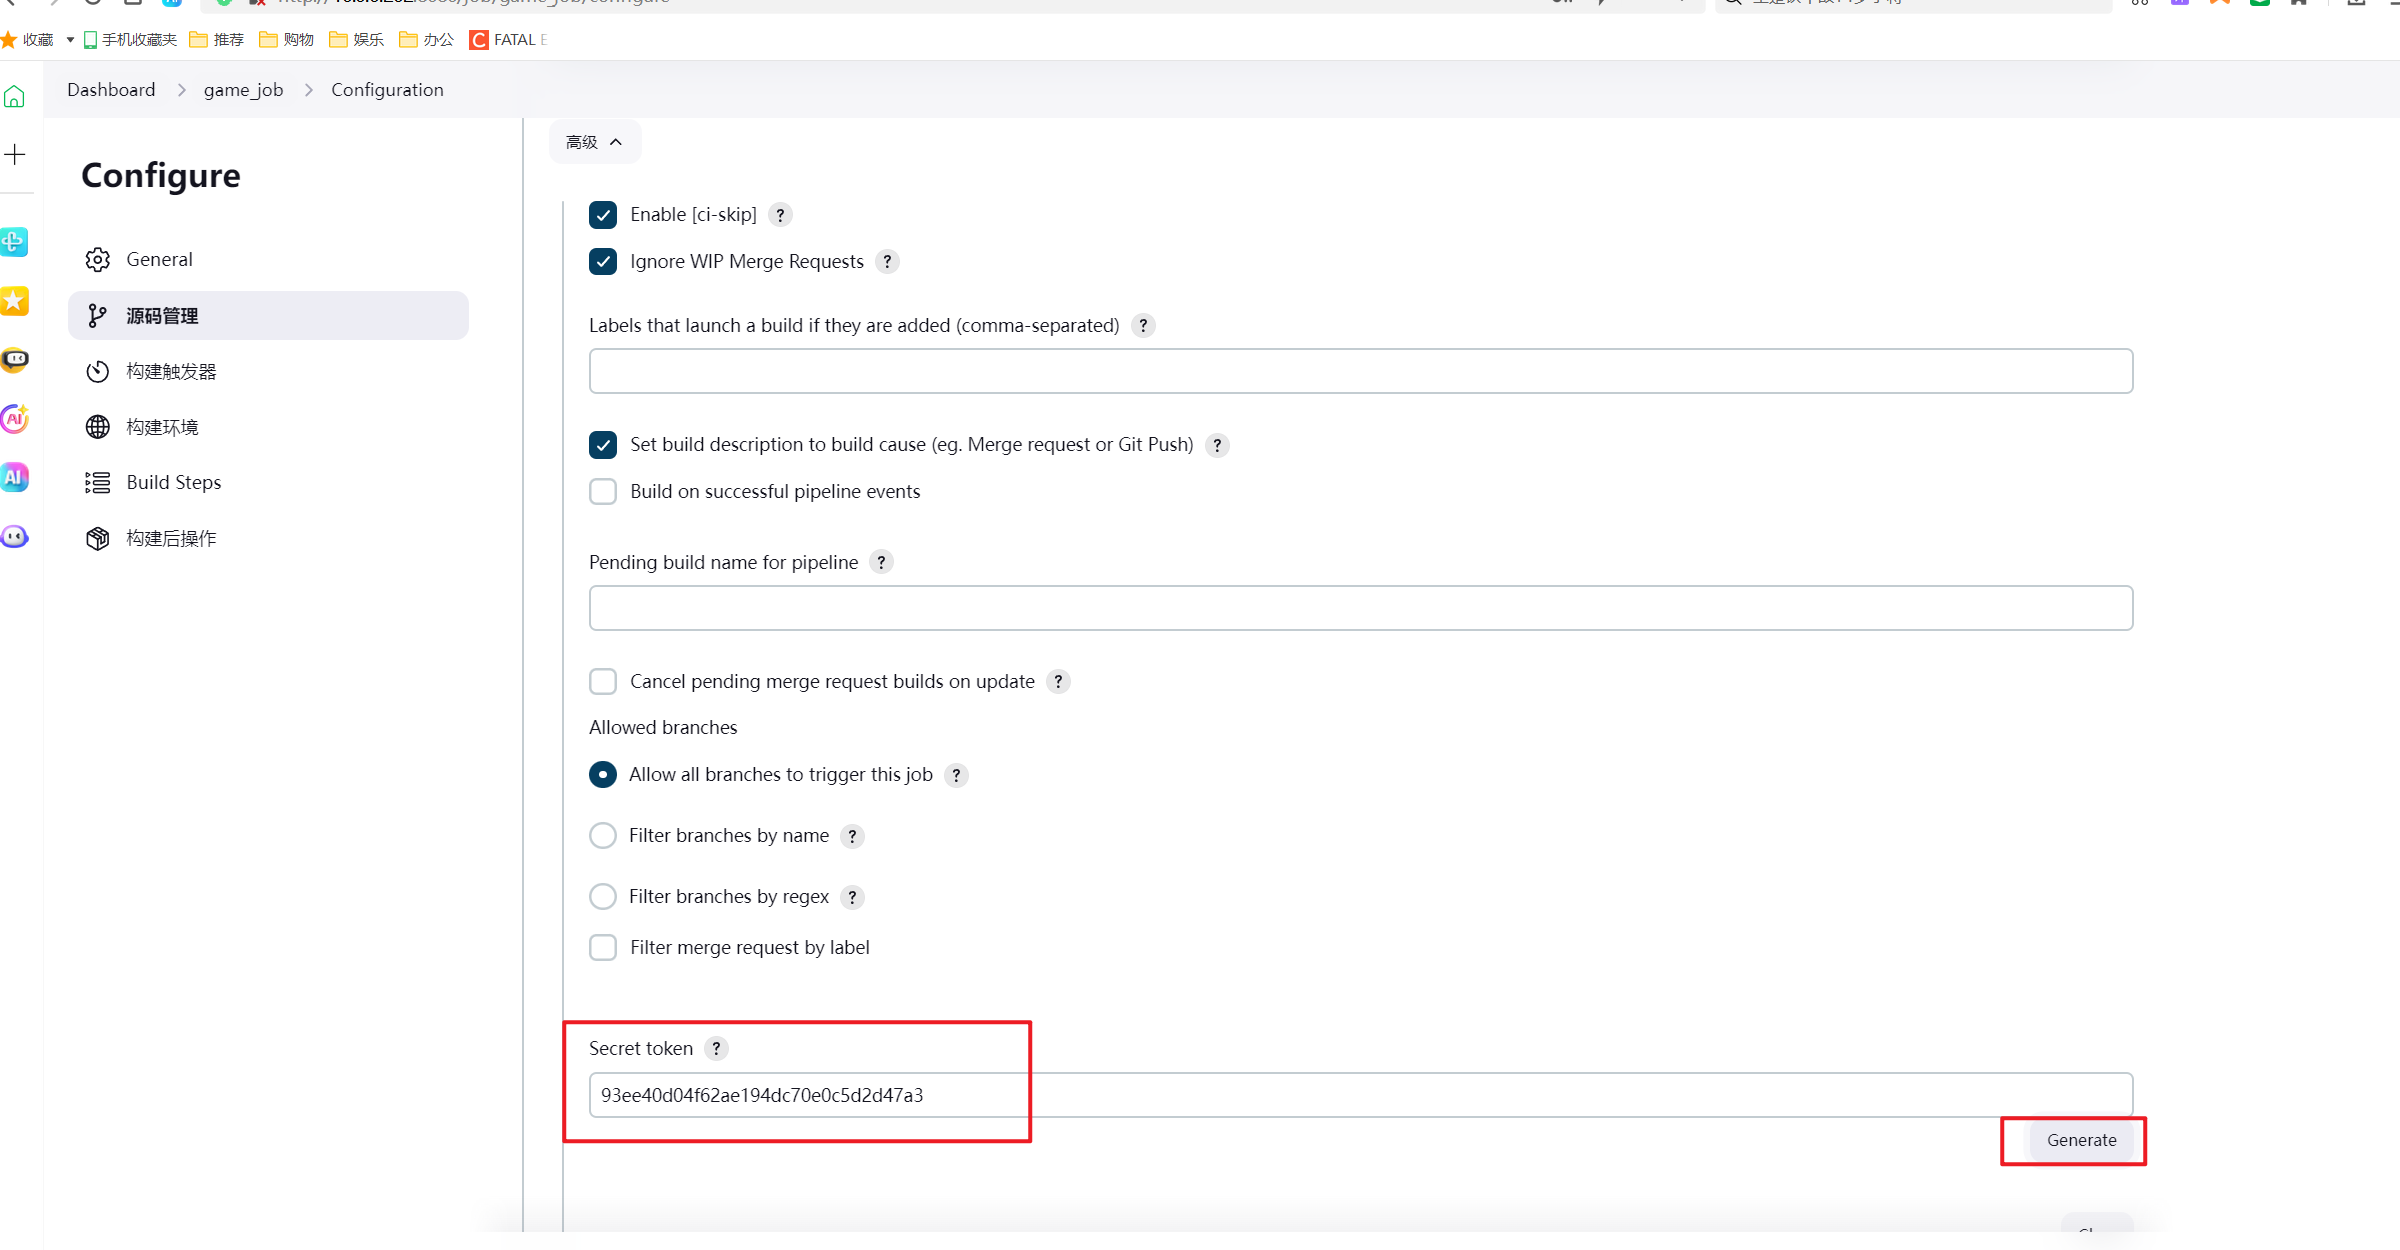 收藏
手机收藏夹
推荐
购物
娱乐
办公
FATAL E
Dashboard
game_job
Configuration
Configure
General
源码管理
构建触发器
构建环境
Build Steps
构建后操作
高级
Enable [ci-skip] ?
Ignore WIP Merge Requests ?
Labels that launch a build if they are added (comma-separated) ?
Set build description to build cause (eg. Merge request or Git Push) ?
Build on successful pipeline events
Pending build name for pipeline ?
Cancel pending merge request builds on update ?
Allowed branches
Allow all branches to trigger this job ?
Filter branches by name ?
Filter branches by regex ?
Filter merge request by label
Secret token ?
93ee40d04f62ae194dc70e0c5d2d47a3
Generate